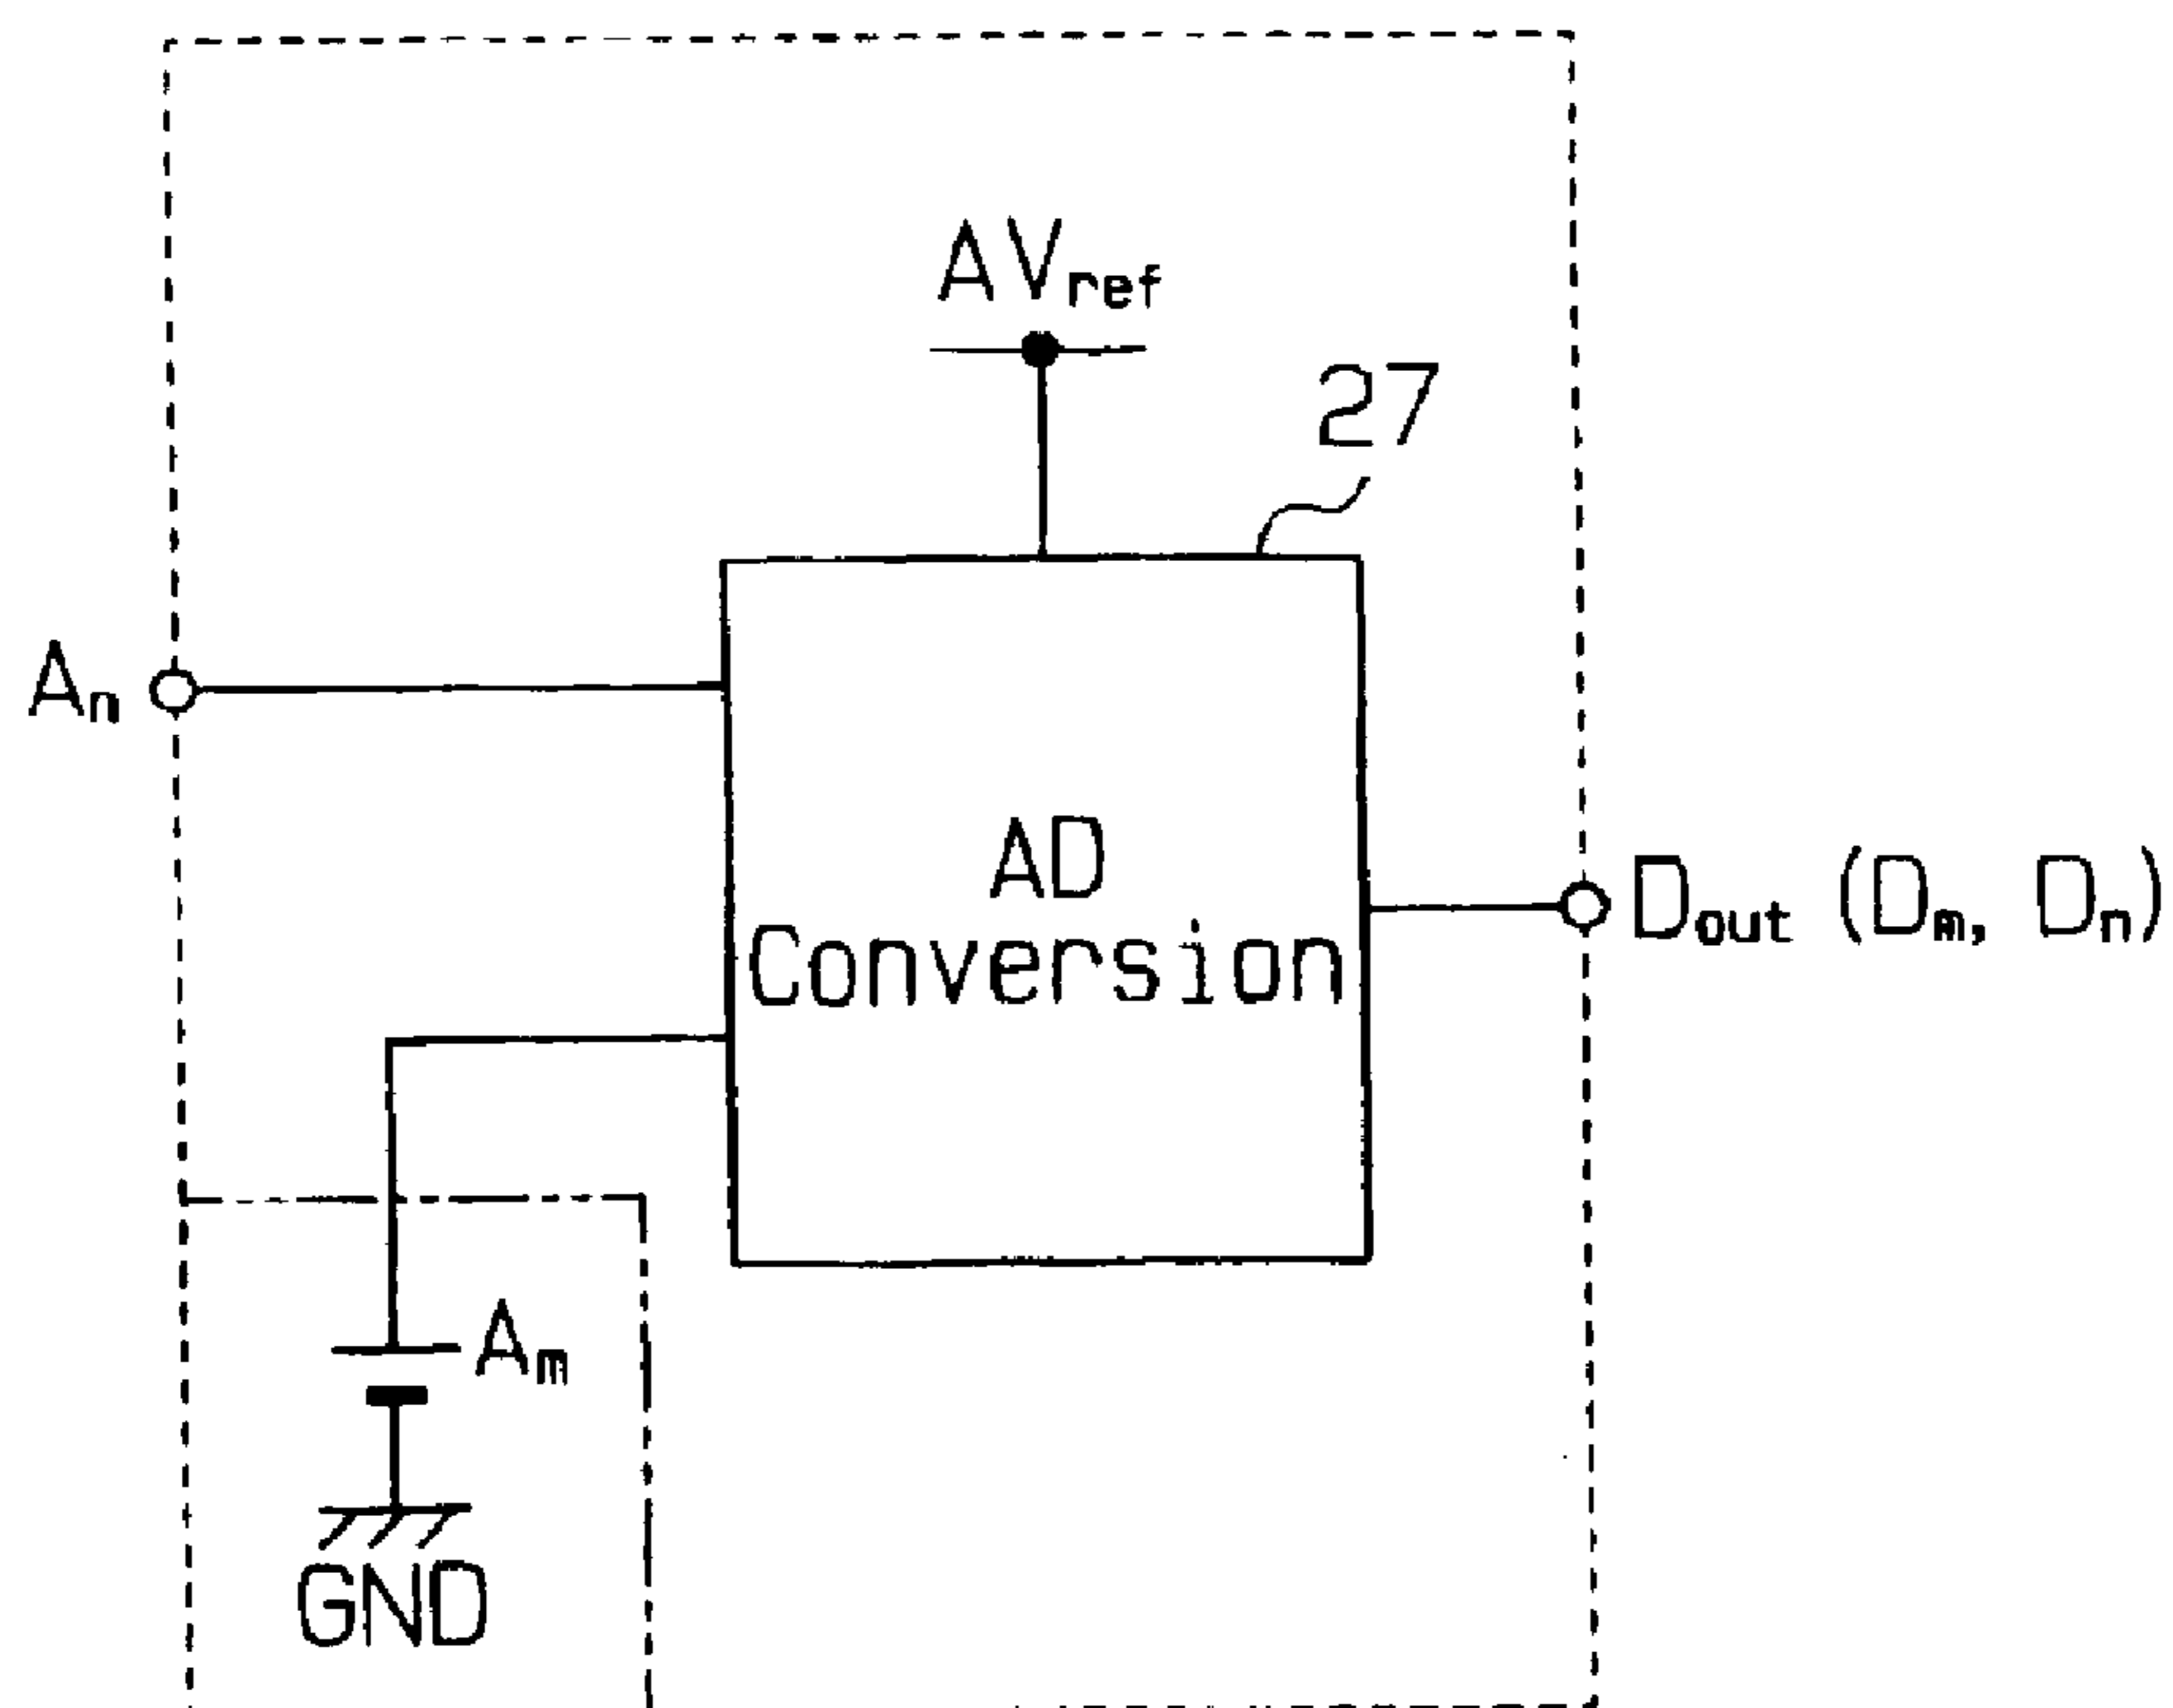 AVref
27
An
AD
Conversion
Dout (Dm, Dn)
Am
GND